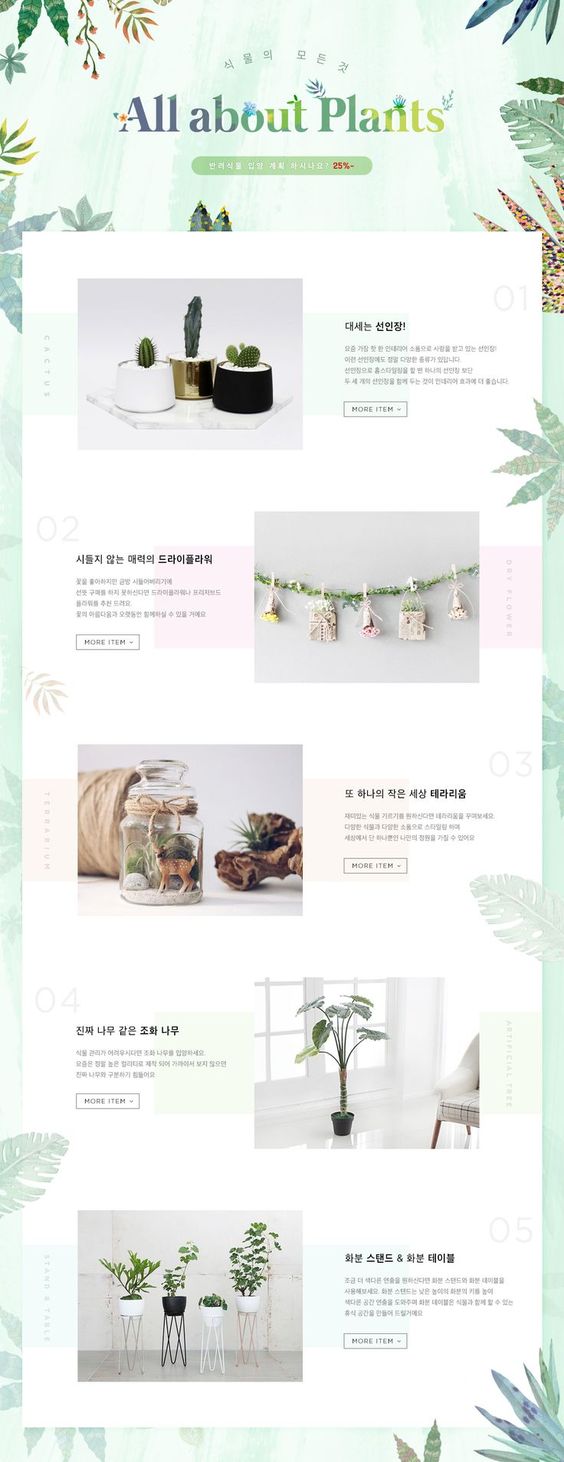 식물의 모든것
All about Plants
반려식물 입양 계획 하시나요? 25%~
01
CACTUS
대세는 선인장!
요즘 가장 핫 한 인테리어 소품으로 사랑을 받고 있는 선인장!
이런 선인장에도 정말 다양한 종류가 있답니다.
선인장으로 홈스타일링을 할 땐 하나의 선인장 보단
두 세 개의 선인장을 함께 두는 것이 인테리어 효과에 더 좋습니다.
MORE ITEM
02
시들지 않는 매력의 드라이플라워
꽃을 좋아하지만 금방 시들어버리기에
선뜻 구매를 하지 못하신다면 드라이플라워나 프리저브드
플라워를 추천 드려요.
꽃의 아름다움과 오랫동안 함께하실 수 있을 거예요
MORE ITEM
DRY FLOWER
03
TERRARIUM
또 하나의 작은 세상 테라리움
재미있는 식물 기르기를 원하신다면 테라리움을 꾸며보세요.
다양한 식물과 다양한 소품으로 스타일링 하여
세상에서 단 하나뿐인 나만의 정원을 가질 수 있어요
MORE ITEM
04
진짜 나무 같은 조화 나무
식물 관리가 어려우시다면 조화 나무를 입양하세요.
요즘은 정말 높은 퀄리티로 제작 되어 가까이서 보지 않으면
진짜 나무와 구분하기 힘들어요
MORE ITEM
ARTIFICIAL TREE
05
STAND & TABLE
화분 스탠드 & 화분 테이블
조금 더 색다른 연출을 원하신다면 화분 스탠드와 화분 테이블을
사용해보세요. 화분 스탠드는 낮은 높이의 화분의 키를 높여
색다른 공간 연출을 도와주며 화분 테이블은 식물과 함께 할 수 있는
휴식 공간을 만들어 드릴거예요
MORE ITEM